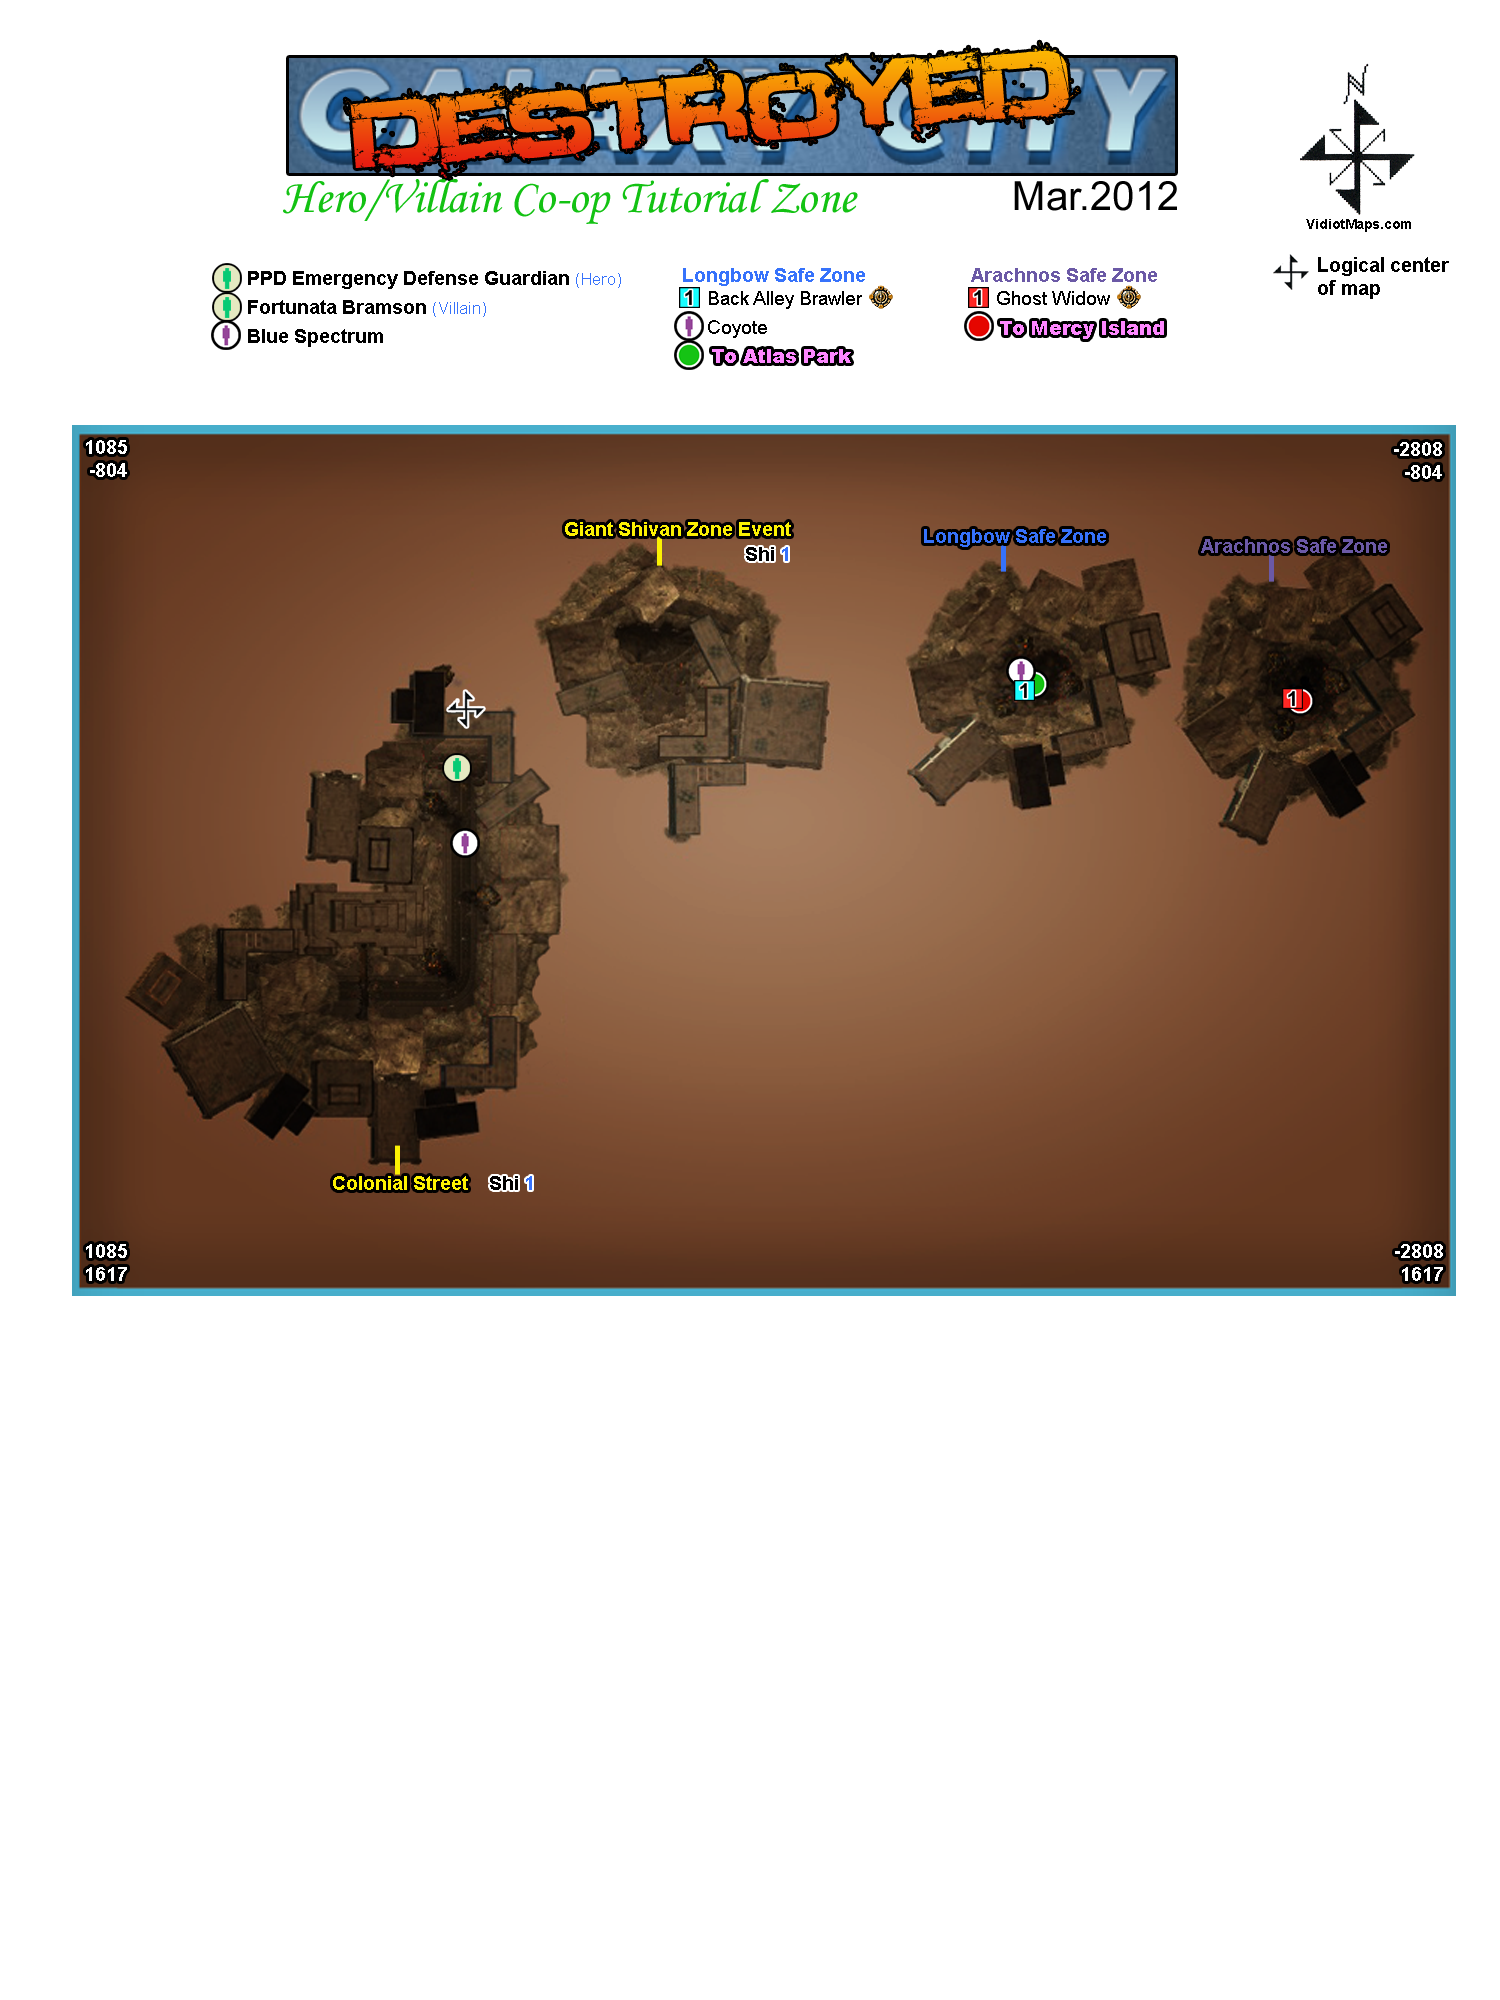 GALAXY CITY
DESTROYED
Hero/Villain Co-op Tutorial Zone
Mar.2012
N
VidiotMaps.com
PPD Emergency Defense Guardian (Hero)
Fortunata Bramson (Villain)
Blue Spectrum
Longbow Safe Zone
1 Back Alley Brawler
Coyote
To Atlas Park
Arachnos Safe Zone
1 Ghost Widow
To Mercy Island
Logical center
of map
1085
-804
-2808
-804
Giant Shivan Zone Event
Shi 1
Longbow Safe Zone
Arachnos Safe Zone
1
1
Colonial Street Shi 1
1085
1617
-2808
1617